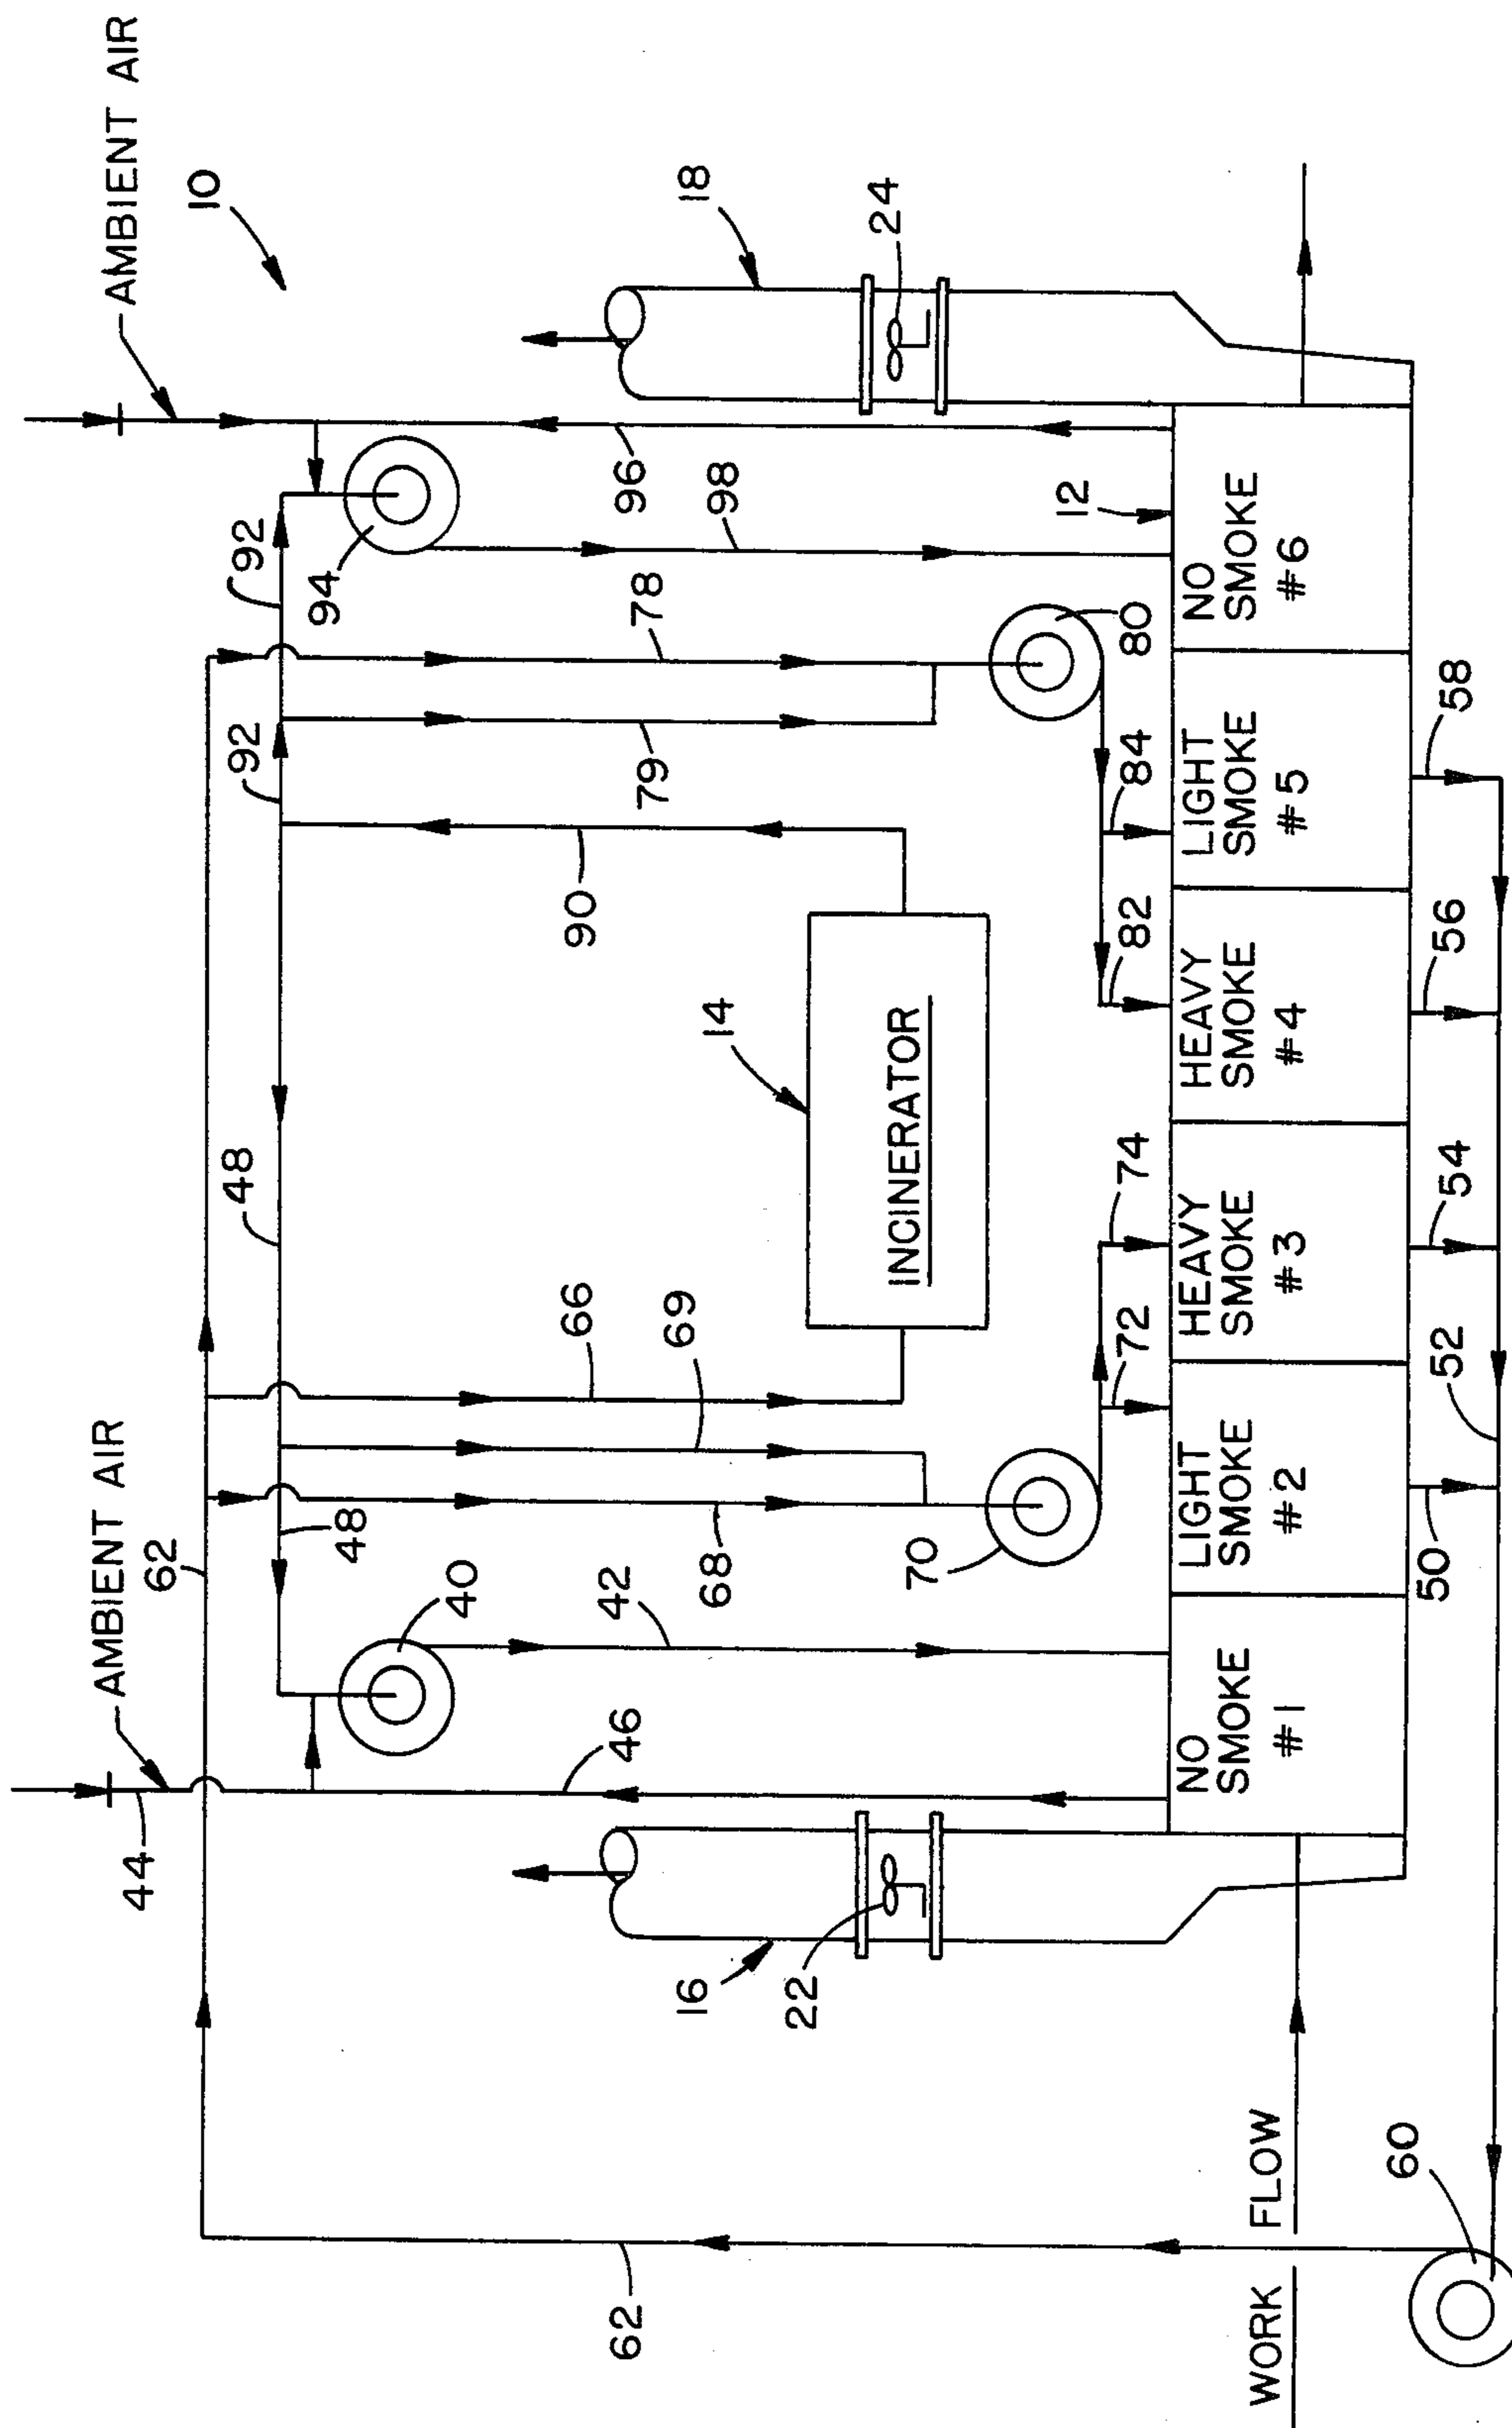 AMBIENT AIR
AMBIENT AIR
10
62
44
48
48
92
92
94
40
42
46
66
69
68
90
79
78
96
98
18
24
16
22
14
INCINERATOR
70
72
74
82
84
80
12
NO
SMOKE
#1
LIGHT
SMOKE
#2
HEAVY
SMOKE
#3
HEAVY
SMOKE
#4
LIGHT
SMOKE
#5
NO
SMOKE
#6
62
WORK FLOW
60
50
52
54
56
58